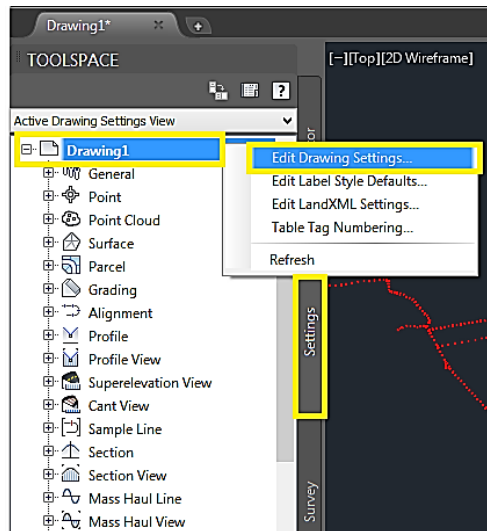 Drawing1*
TOOLSPACE
[−][Top][2D Wireframe]
Active Drawing Settings View
Drawing1
General
Point
Point Cloud
Surface
Parcel
Grading
Alignment
Profile
Profile View
Superelevation View
Cant View
Sample Line
Section
Section View
Mass Haul Line
Mass Haul View
Edit Drawing Settings...
Edit Label Style Defaults...
Edit LandXML Settings...
Table Tag Numbering...
Refresh
Settings
Survey